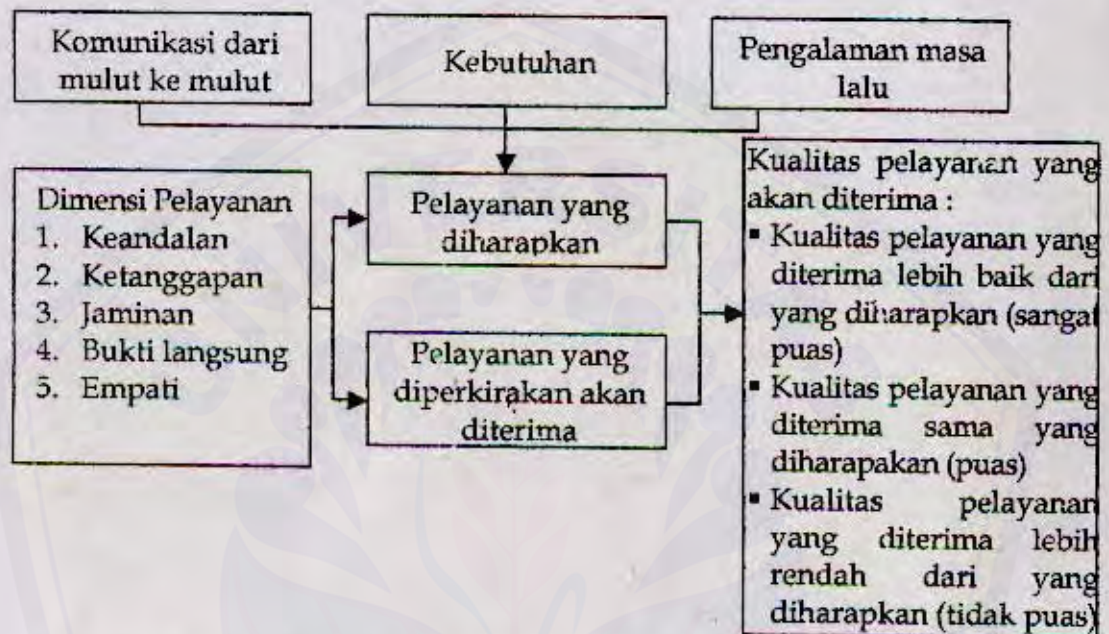 Komunikasi dari
mulut ke mulut
Kebutuhan
Pengalaman masa
lalu
Dimensi Pelayanan
1. Keandalan
2. Ketanggapan
3. Jaminan
4. Bukti langsung
5. Empati
Pelayanan yang
diharapkan
Pelayanan yang
diperkirakan akan
diterima
Kualitas pelayanan yang
akan diterima :
▪ Kualitas pelayanan yang
diterima lebih baik dari
yang diharapkan (sangat
puas)
▪ Kualitas pelayanan yang
diterima sama yang
diharapakan (puas)
▪ Kualitas pelayanan
yang diterima lebih
rendah dari yang
diharapkan (tidak puas)